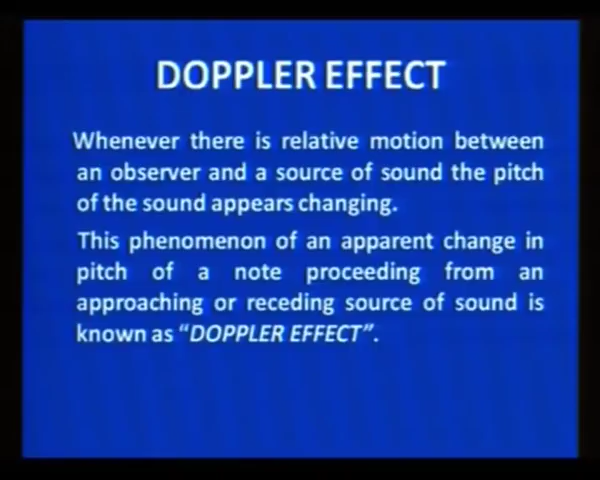 DOPPLER EFFECT
Whenever there is relative motion between
an observer and a source of sound the pitch
of the sound appears changing.
This phenomenon of an apparent change in
pitch of a note proceeding from an
approaching or receding source of sound is
known as “DOPPLER EFFECT”.